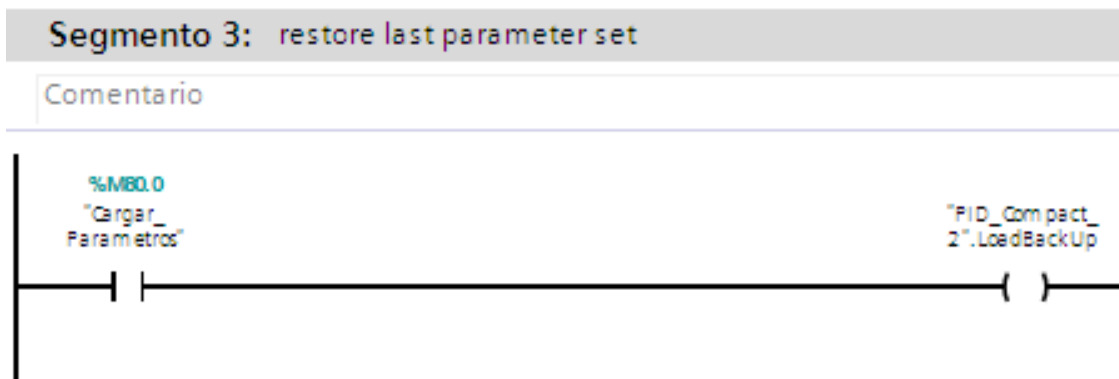 Segmento 3: restore last parameter set
Comentario
%M80.0
"Cargar_
Parametros"
"PID_Compact_
2".LoadBackUp